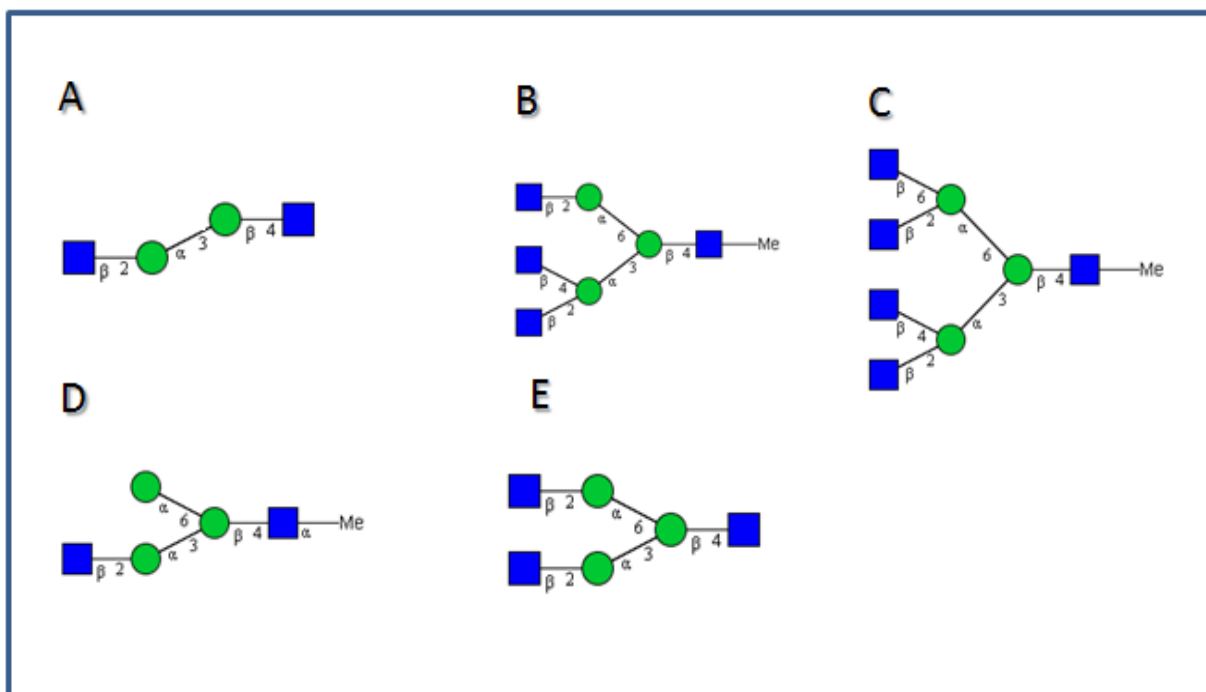 A
B
C
β 2 α 3 β 4
β 2 α
6
β 4 α 3 β 4 Me
β 2
β 6
β 2 α
6
β 4 Me
β 4 α 3
β 2
D
E
α 6
β 4 α Me
β 2 α 3
β 2 α 6
β 4
β 2 α 3